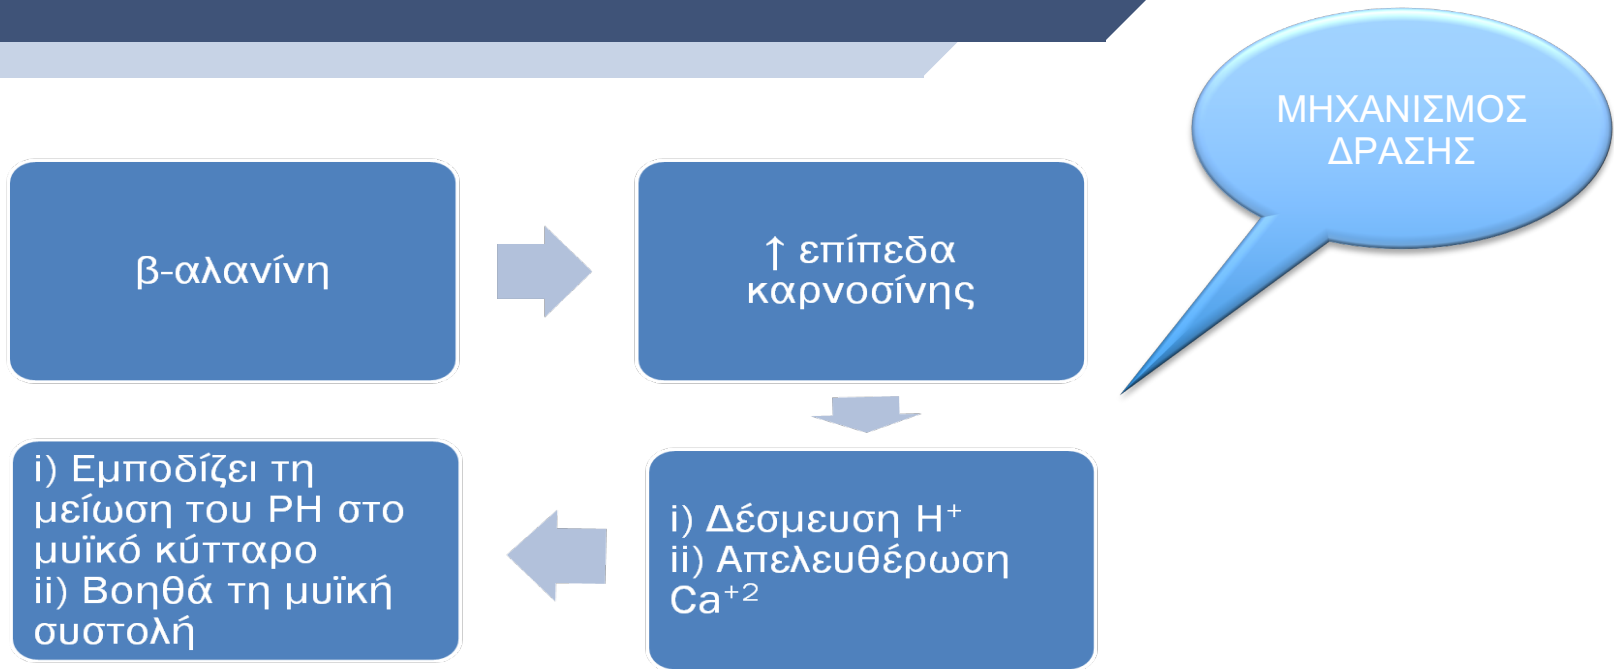 ΜΗΧΑΝΙΣΜΟΣ
ΔΡΑΣΗΣ
β-αλανίνη
↑ επίπεδα
καρνοσίνης
i) Δέσμευση Η⁺
ii) Απελευθέρωση
Ca⁺²
i) Εμποδίζει τη
μείωση του PH στο
μυϊκό κύτταρο
ii) Βοηθά τη μυϊκή
συστολή